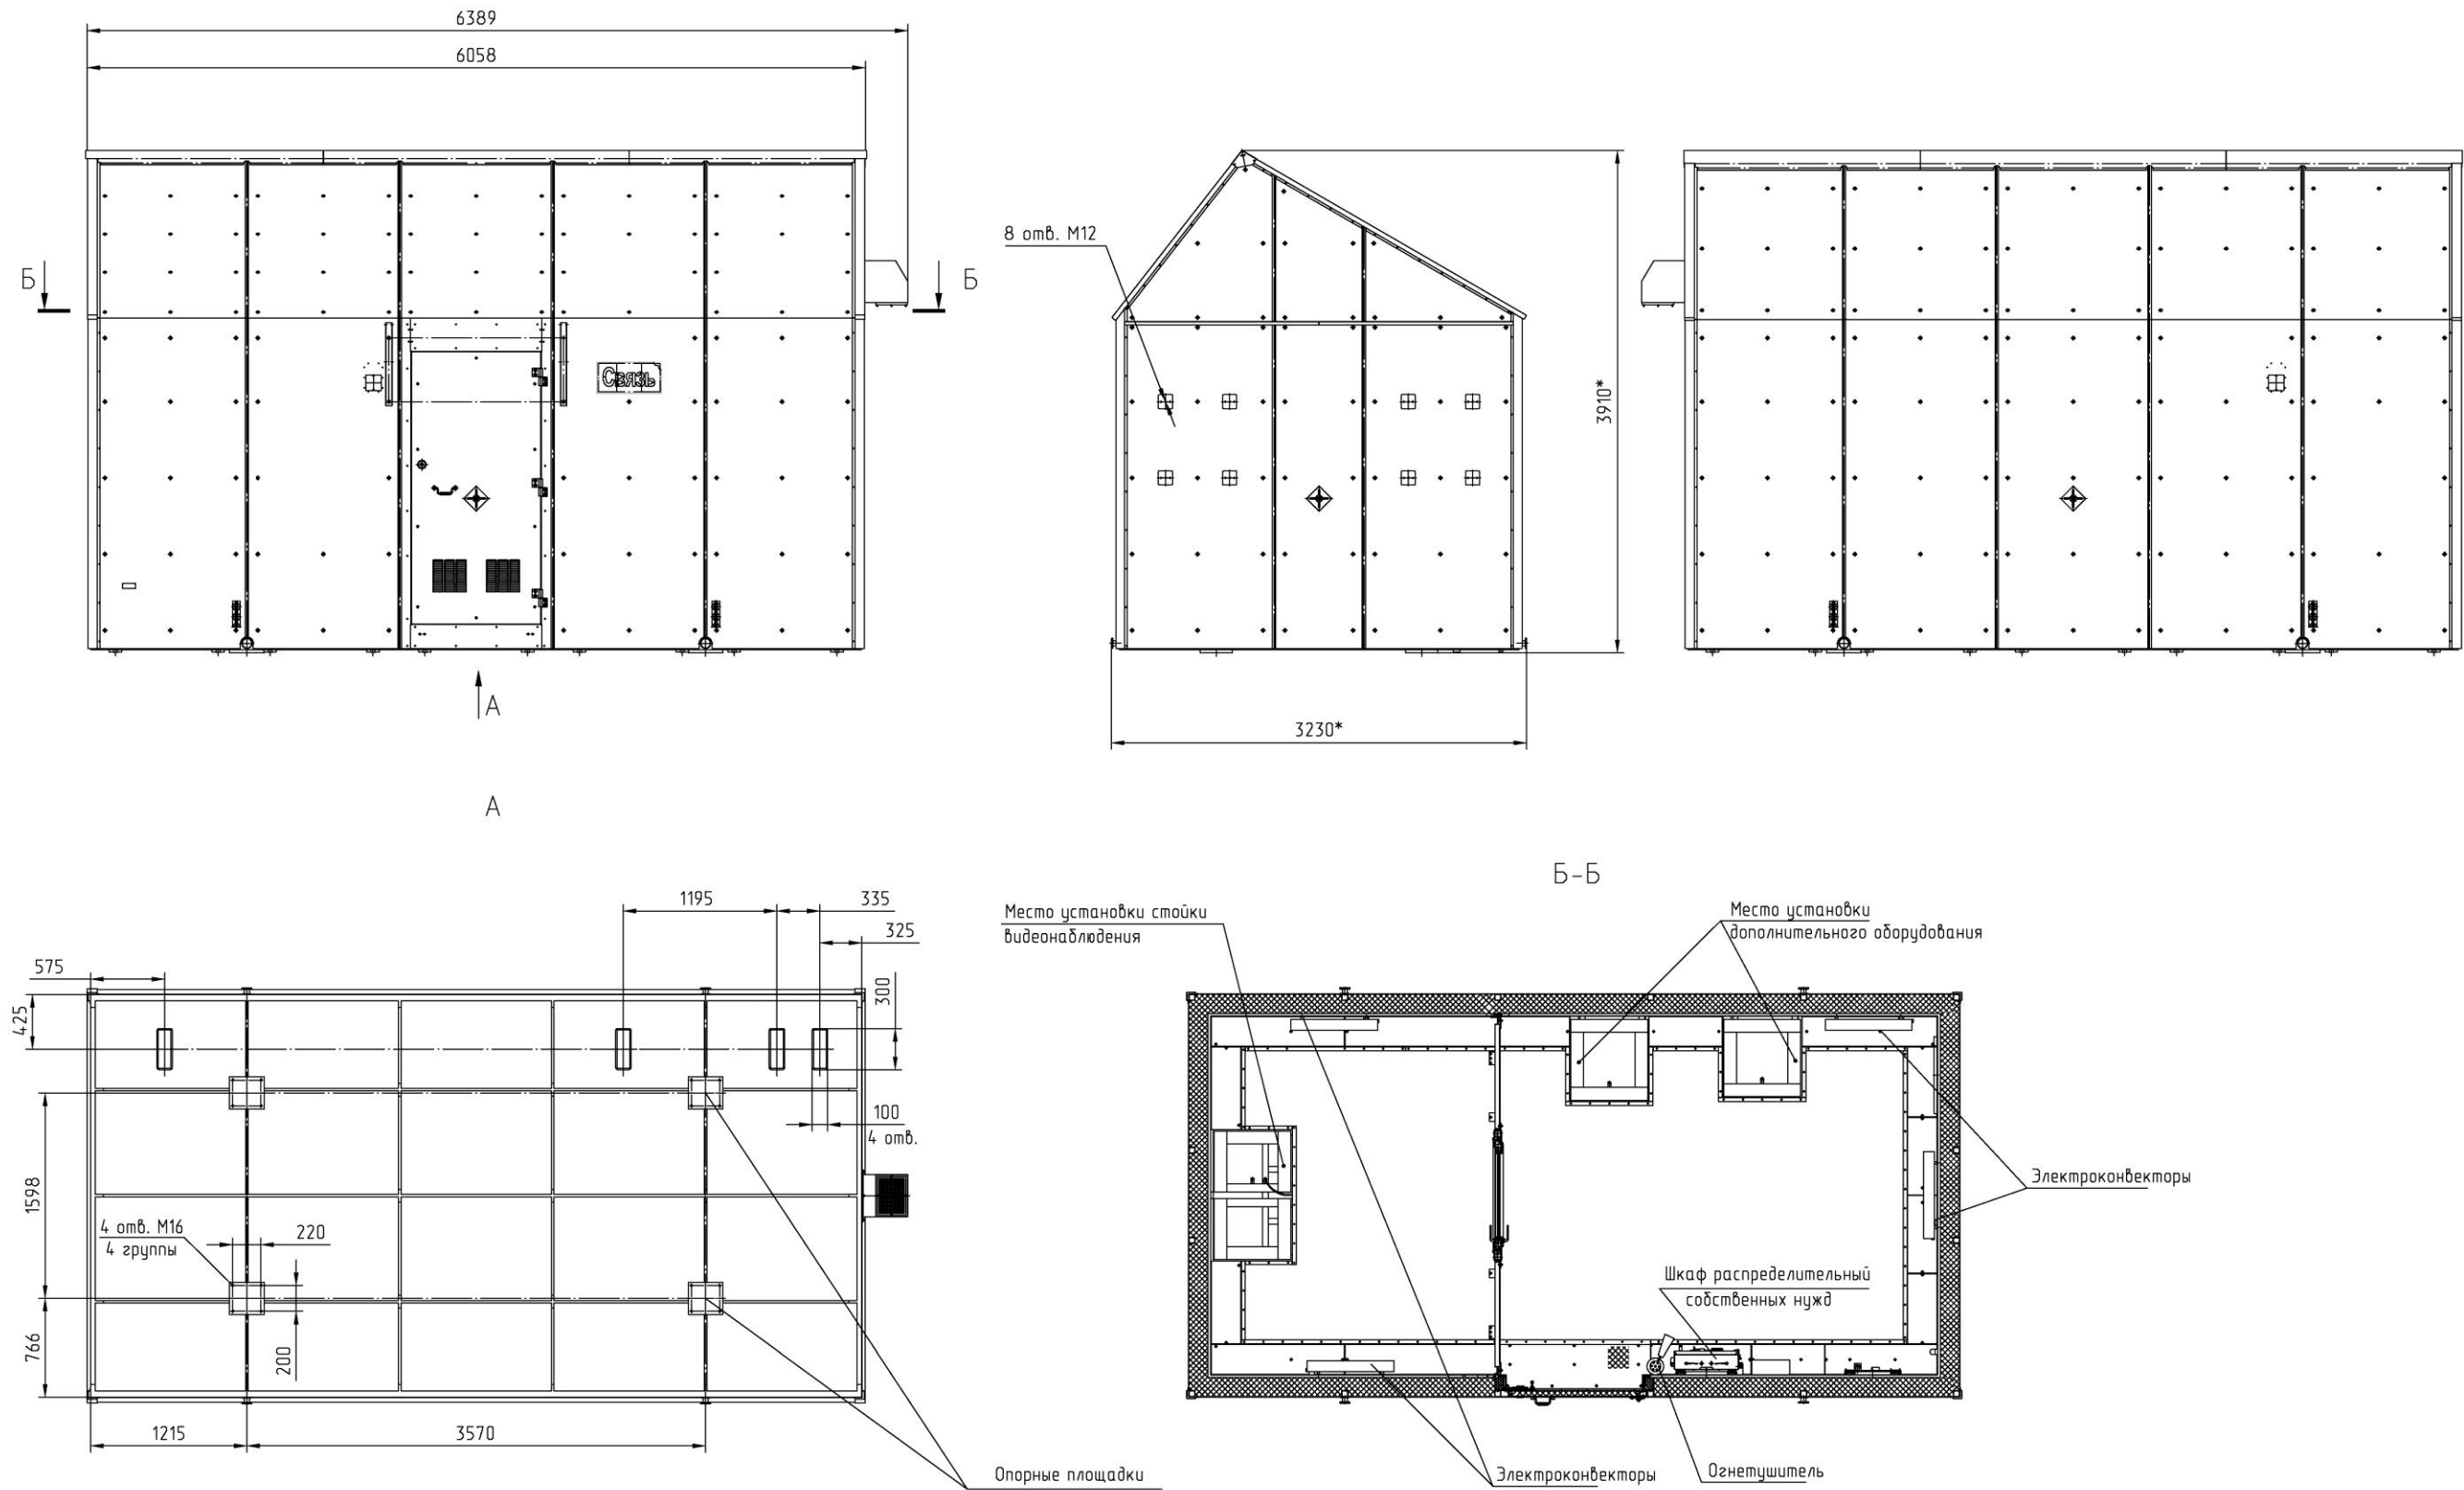 6389
6058
Б
Б
8 отв. М12
Связь
3910*
А
3230*
А
Б-Б
1195
335
325
575
300
425
100
4 отв.
1598
4 отв. М16
4 группы
220
766
200
1215
3570
Опорные площадки
Место установки стойки
видеонаблюдения
Место установки
дополнительного оборудования
Электроконвекторы
Шкаф распределительный
собственных нужд
Электроконвекторы
Огнетушитель